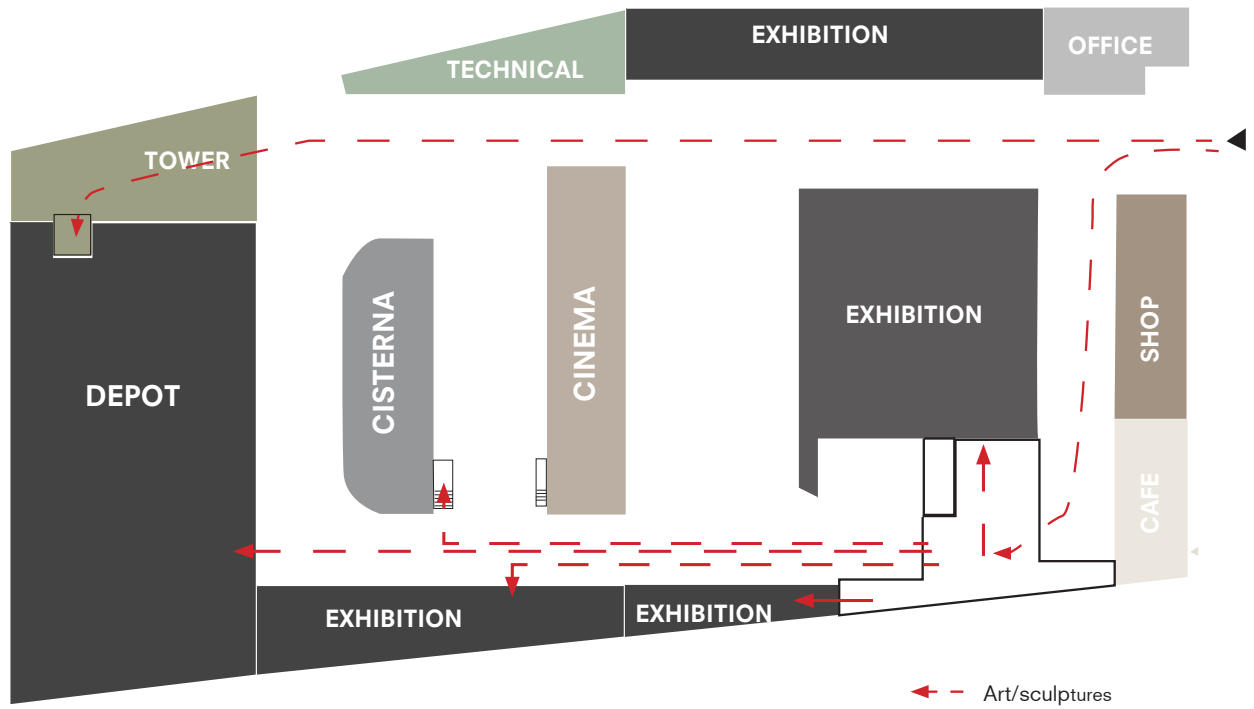 EXHIBITION
OFFICE
TECHNICAL
TOWER
CISTERNA
CINEMA
EXHIBITION
SHOP
DEPOT
CAFE
EXHIBITION
EXHIBITION
Art/sculptures